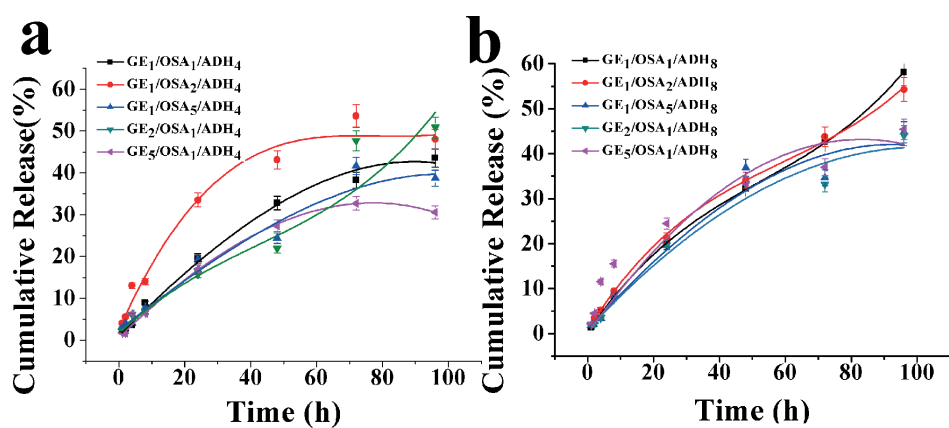 a
Cumulative Release(%)
60
50
40
30
20
10
0
GE1/OSA1/ADH4
GE1/OSA2/ADH4
GE1/OSA5/ADH4
GE2/OSA1/ADH4
GE5/OSA1/ADH4
0 20 40 60 80 100
Time (h)
b
Cumulative Release (%)
60
50
40
30
20
10
0
GE1/OSA1/ADH8
GE1/OSA2/ADH8
GE1/OSA5/ADH8
GE2/OSA1/ADH8
GE5/OSA1/ADH8
0 20 40 60 80 100
Time (h)